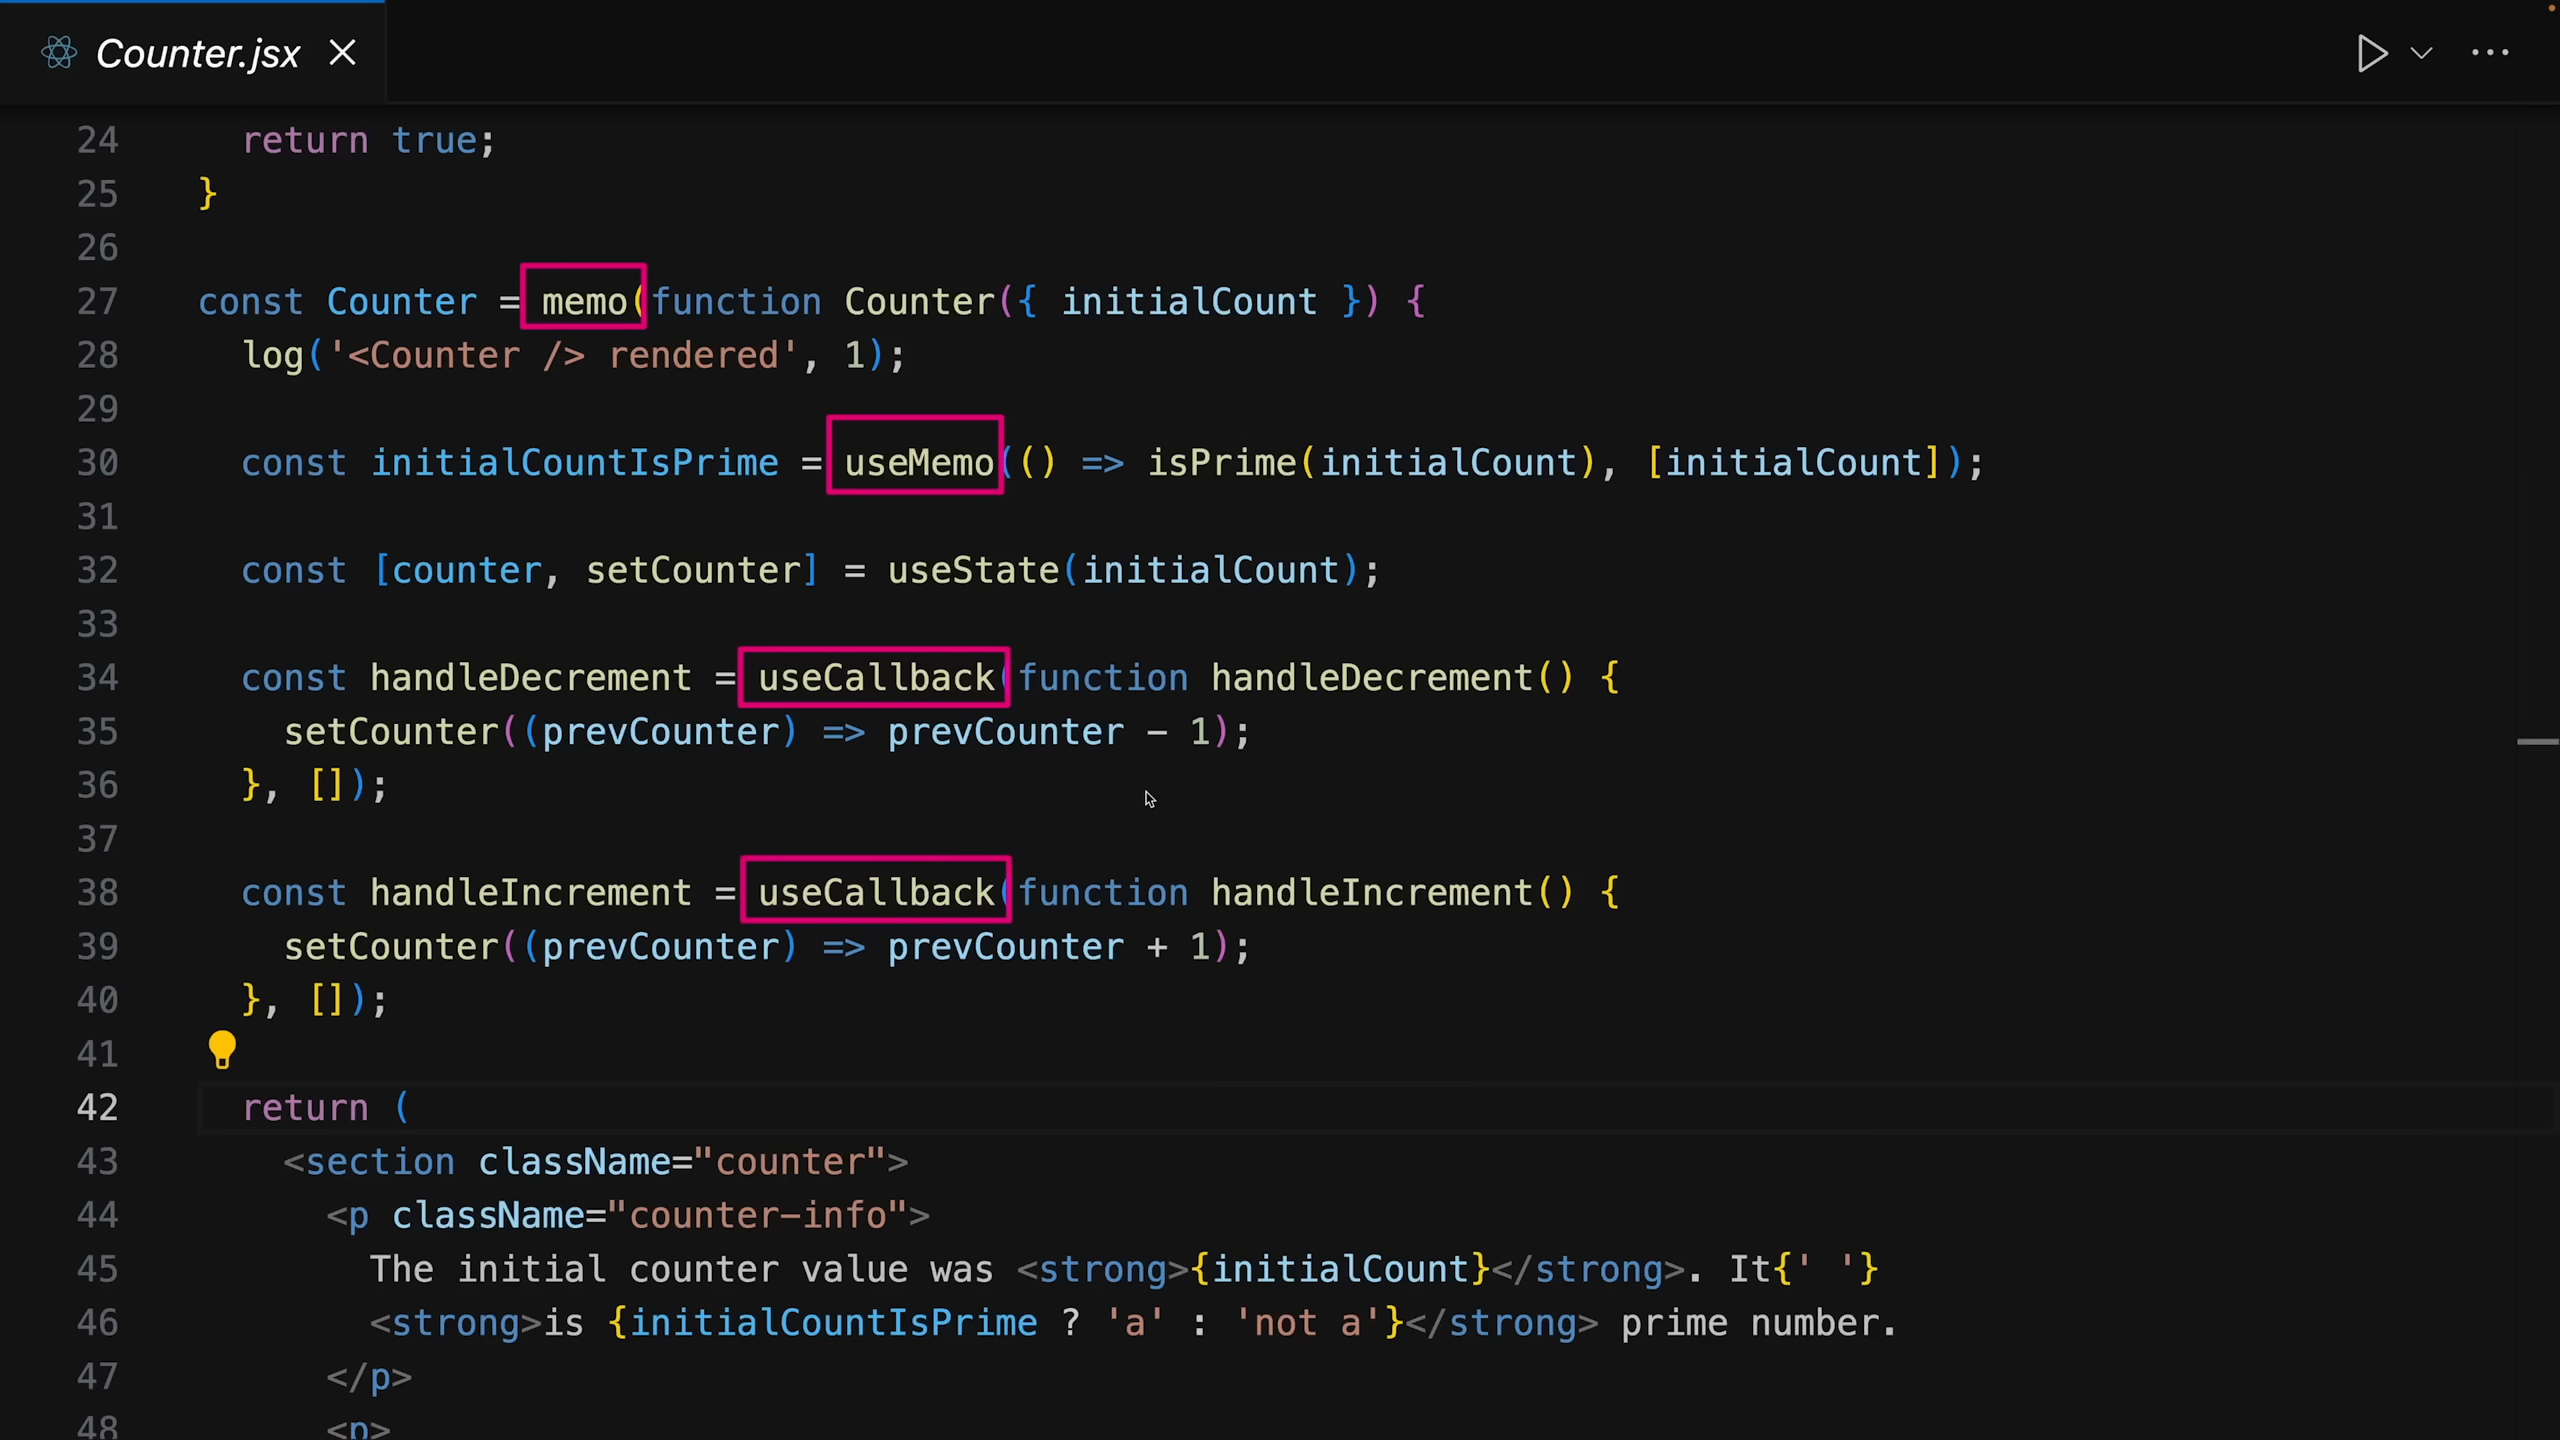 Counter.jsx
24 return true;
25 }
26
27 const Counter = memo(function Counter({ initialCount }) {
28 log('<Counter /> rendered', 1);
29
30 const initialCountIsPrime = useMemo(() => isPrime(initialCount), [initialCount]);
31
32 const [counter, setCounter] = useState(initialCount);
33
34 const handleDecrement = useCallback(function handleDecrement() {
35 setCounter((prevCounter) => prevCounter - 1);
36 }, []);
37
38 const handleIncrement = useCallback(function handleIncrement() {
39 setCounter((prevCounter) => prevCounter + 1);
40 }, []);
41
42 return (
43 <section className="counter">
44 <p className="counter-info">
45 The initial counter value was <strong>{initialCount}</strong>. It{' '}
46 <strong>is {initialCountIsPrime ? 'a' : 'not a'}</strong> prime number.
47 </p>
48 <p>